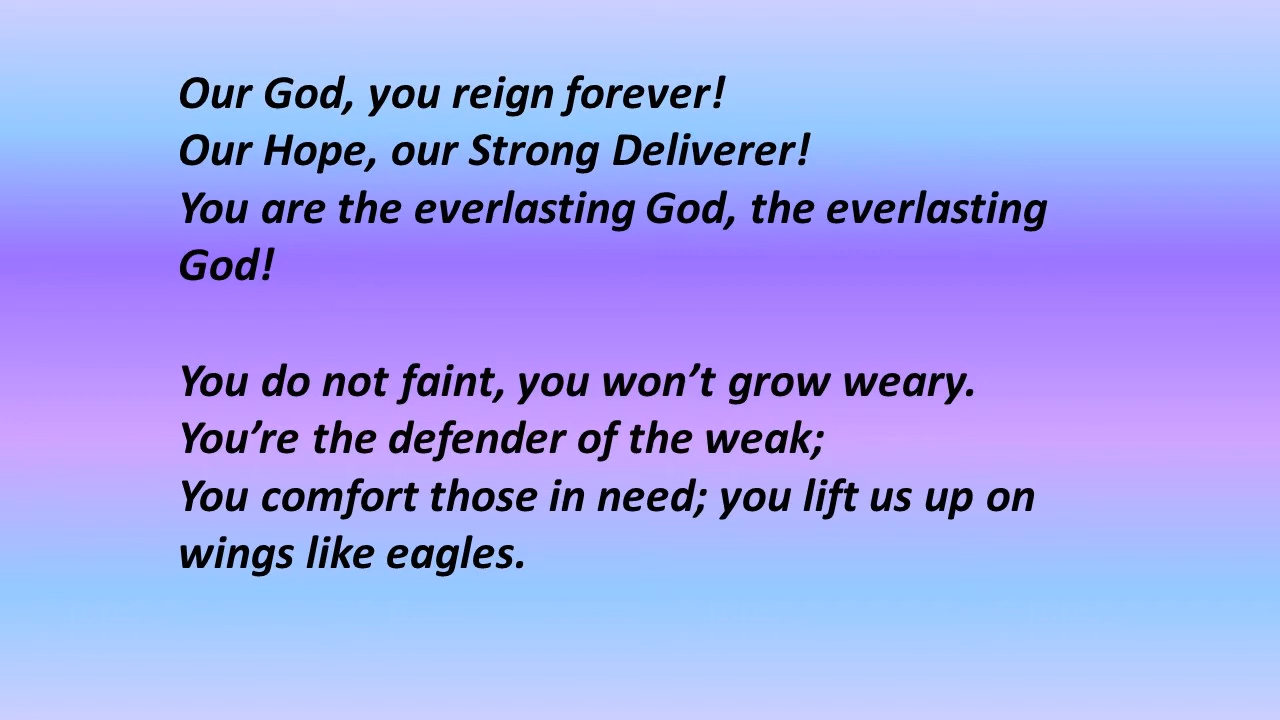 Our God, you reign forever!
Our Hope, our Strong Deliverer!
You are the everlasting God, the everlasting
God!
You do not faint, you won’t grow weary.
You’re the defender of the weak;
You comfort those in need; you lift us up on
wings like eagles.